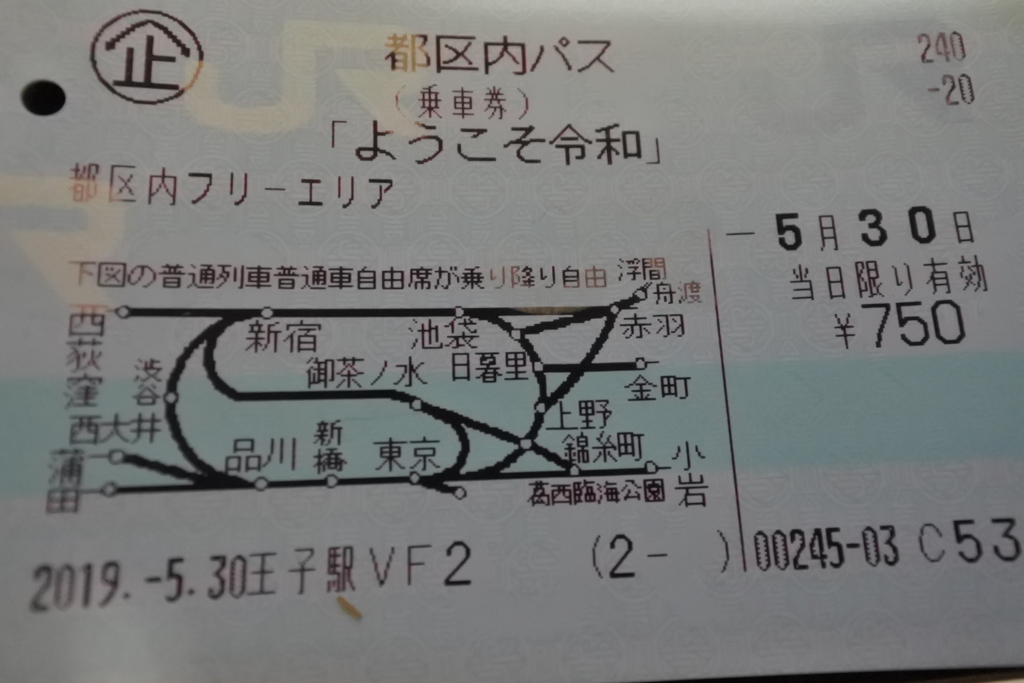 企
都区内パス
240
-20
(乗車券)
「ようこそ令和」
都区内フリーエリア
- 5月30日
当日限り有効
¥750
下図の普通列車普通車自由席が乗り降り自由
浮間舟渡
西荻窪
新宿
池袋
赤羽
渋谷
御茶ノ水
日暮里
金町
西大井
上野
蒲田
品川
新橋
東京
錦糸町
小岩
葛西臨海公園
2019.-5.30王子駅VF2 (2- )
00245-03 C53